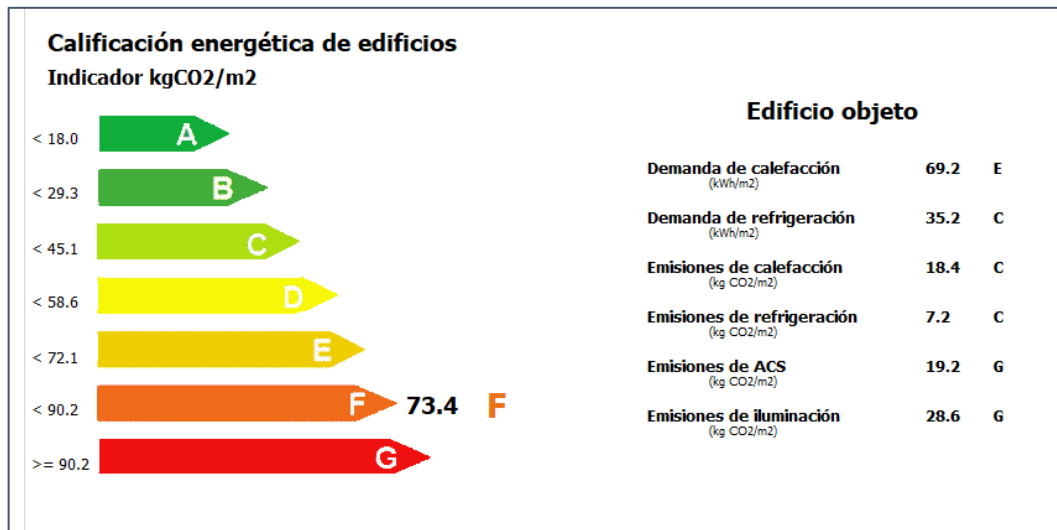 Calificación energética de edificios
Indicador kgCO2/m2
< 18.0 A
< 29.3 B
< 45.1 C
< 58.6 D
< 72.1 E
< 90.2 F 73.4 F
>= 90.2 G
Edificio objeto
Demanda de calefacción 69.2 E
(kWh/m2)
Demanda de refrigeración 35.2 C
(kWh/m2)
Emisiones de calefacción 18.4 C
(kg CO2/m2)
Emisiones de refrigeración 7.2 C
(kg CO2/m2)
Emisiones de ACS 19.2 G
(kg CO2/m2)
Emisiones de iluminación 28.6 G
(kg CO2/m2)